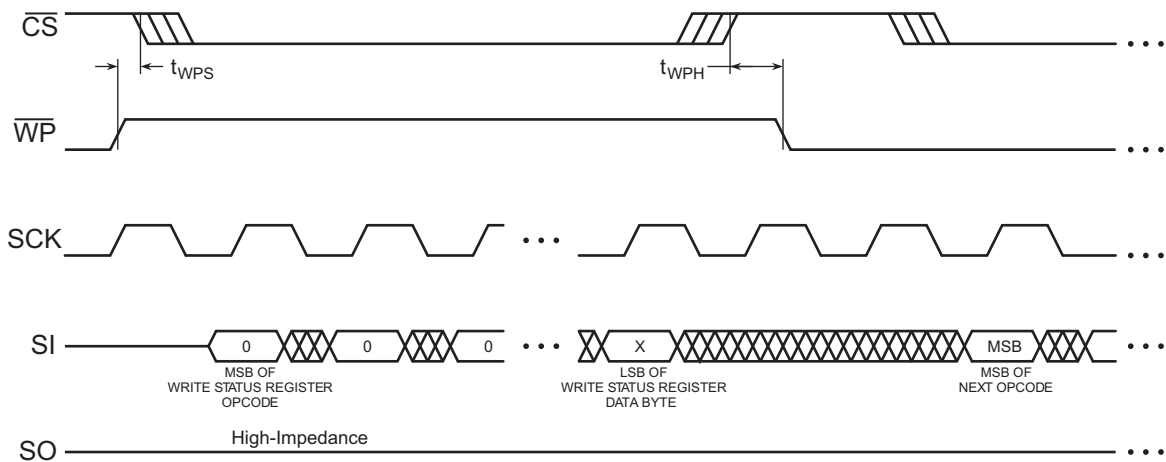 CS
tWPS
tWPH
WP
SCK
SI
0
0
0
X
MSB
MSB OF
WRITE STATUS REGISTER
OPCODE
LSB OF
WRITE STATUS REGISTER
DATA BYTE
MSB OF
NEXT OPCODE
High-Impedance
SO